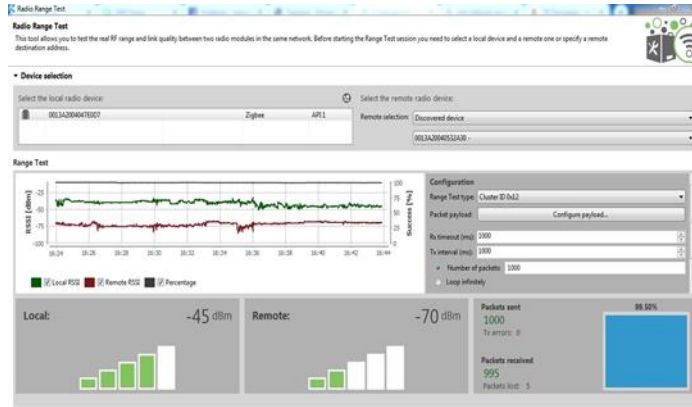 Radio Range Test
Radio Range Test
This tool allows you to test the real RF range and link quality between two radio modules in the same network. Before starting the Range Test session you need to select a local device and a remote one or specify a remote
destination address.
Device selection
Select the local radio device:
Select the remote radio device:
Zigbee
API 1
Remote selection: Discovered device
Range Test
RSSI [dBm]
-25
-50
-75
-100
100
75
50
25
0
Success [%]
16:24 16:26 16:28 16:30 16:32 16:34 16:36 16:38 16:40 16:42 16:44
Local RSSI Remote RSSI Percentage
Configuration
Range Test type: Cluster ID 0x12
Packet payload: Configure payload...
Rx timeout (ms): 1000
Tx interval (ms): 1000
Number of packets: 1000
Loop infinitely
Local: -45 dBm
Remote: -70 dBm
Packets sent
1000
Tx errors: 0
Packets received
995
Packets lost: 5
99.50%